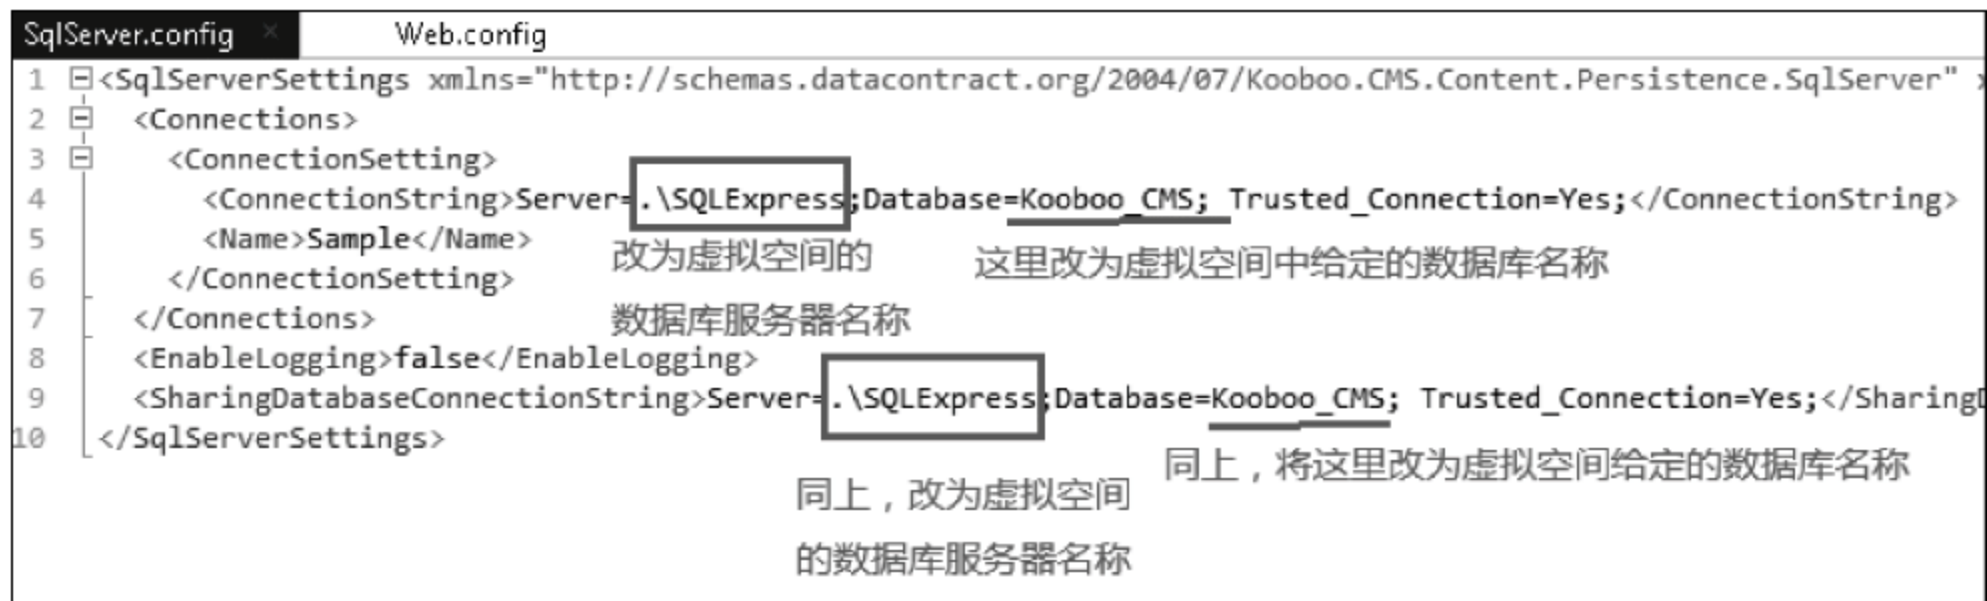 SqlServer.config × Web.config
1 <SqlServerSettings xmlns="http://schemas.datacontract.org/2004/07/Kooboo.CMS.Content.Persistence.SqlServer"
2 <Connections>
3 <ConnectionSetting>
4 <ConnectionString>Server=.\SQLExpress;Database=Kooboo_CMS; Trusted_Connection=Yes;</ConnectionString>
5 <Name>Sample</Name>
改为虚拟空间的
这里改为虚拟空间中给定的数据库名称
6 </ConnectionSetting>
7 </Connections>
数据库服务器名称
8 <EnableLogging>false</EnableLogging>
9 <SharingDatabaseConnectionString>Server=.\SQLExpress;Database=Kooboo_CMS; Trusted_Connection=Yes;</Sharing
10 </SqlServerSettings>
同上，将这里改为虚拟空间给定的数据库名称
同上，改为虚拟空间
的数据库服务器名称